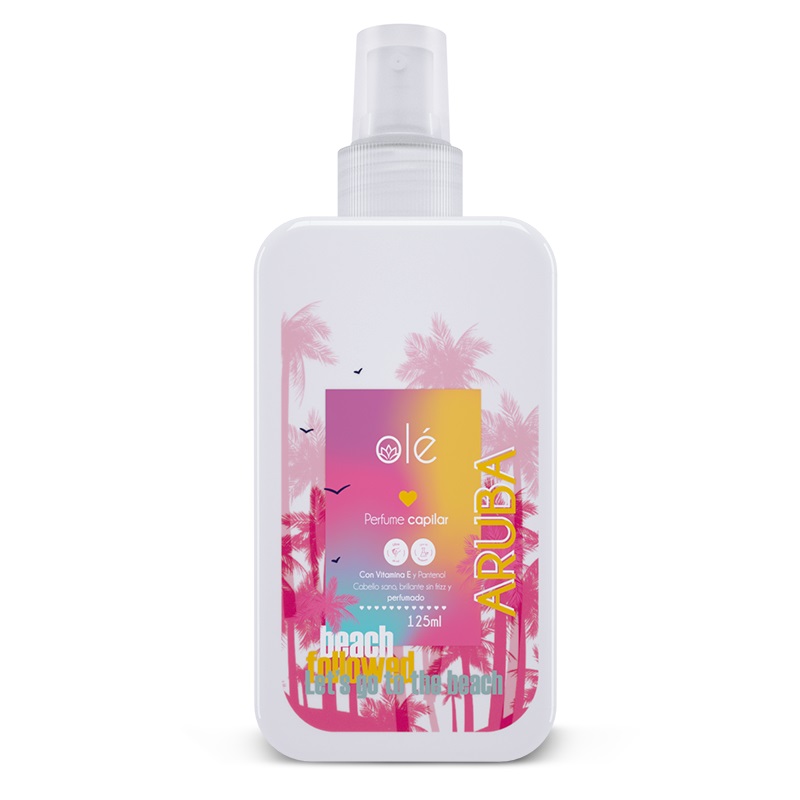 olé
Perfume capilar
Con Vitamina E y Pantenol
Cabello sano, brillante sin frizz y
perfumado
125ml
ARUBA
beach
followed
Let's go to the beach